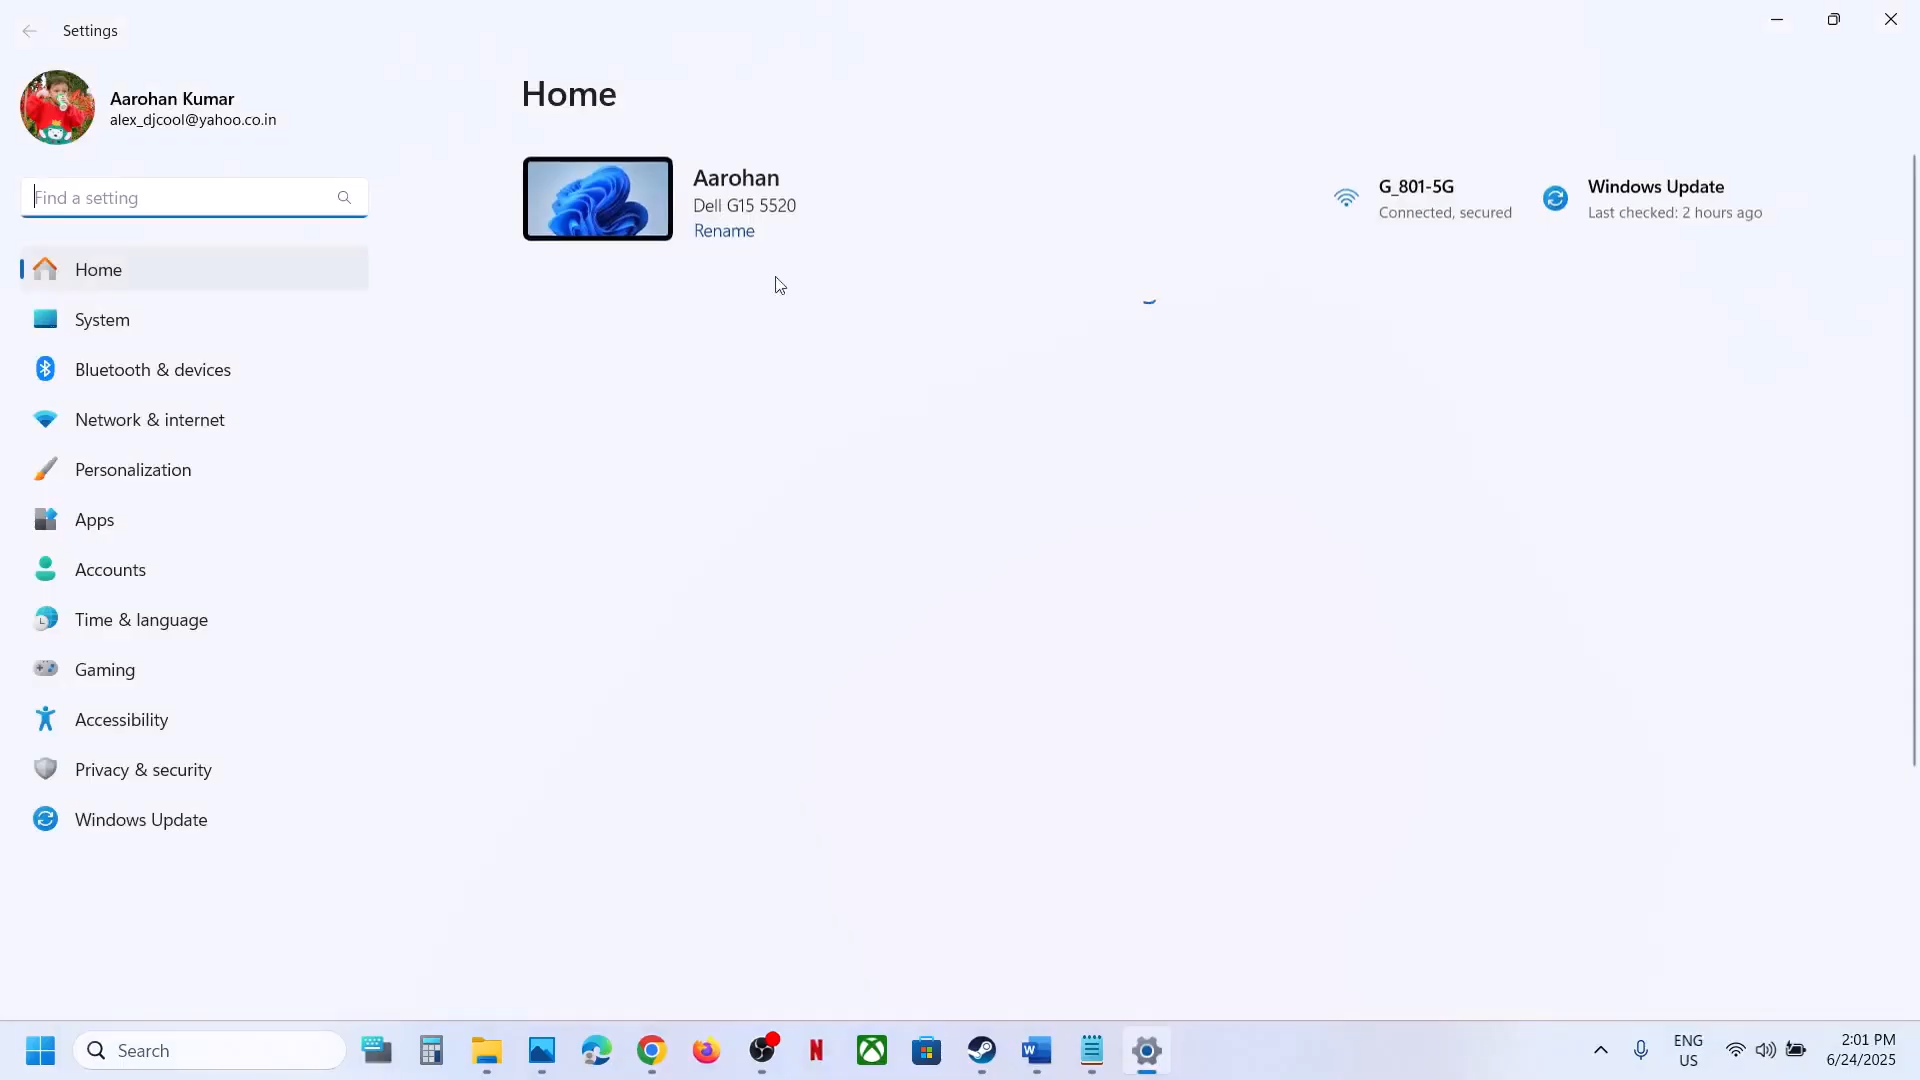 Settings
Aarohan Kumar
alex_djcool@yahoo.co.in
Find a setting
Home
System
Bluetooth & devices
Network & internet
Personalization
Apps
Accounts
Time & language
Gaming
Accessibility
Privacy & security
Windows Update
Home
Aarohan
Dell G15 5520
Rename
G_801-5G
Connected, secured
Windows Update
Last checked: 2 hours ago
Search
ENG
US
2:01 PM
6/24/2025